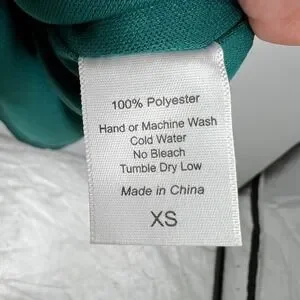 100% Polyester
Hand or Machine Wash
Cold Water
No Bleach
Tumble Dry Low
Made in China
XS